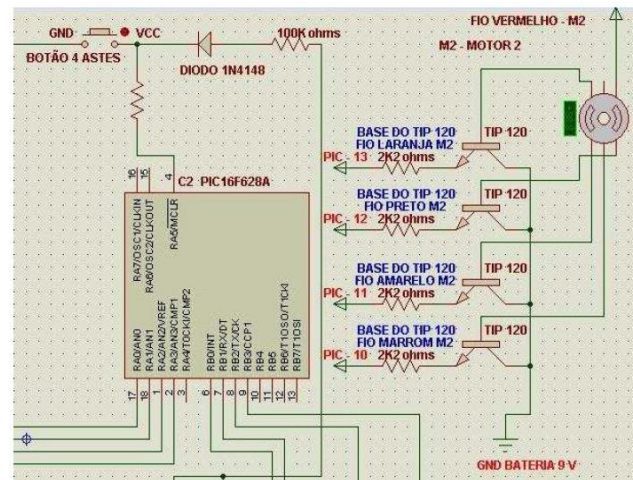 FIO VERMELHO - M2
GND
VCC
100K ohms
BOTÃO 4 ASTES
DIODO 1N4148
M2 - MOTOR 2
BASE DO TIP 120
FIO LARANJA M2
TIP 120
PIC - 13
2K2 ohms
BASE DO TIP 120
FIO PRETO M2
TIP 120
PIC - 12
2K2 ohms
BASE DO TIP 120
FIO AMARELO M2
TIP 120
PIC - 11
2K2 ohms
BASE DO TIP 120
FIO MARROM M2
TIP 120
PIC - 10
2K2 ohms
GND BATERIA 9 V
C2 PIC16F628A
16
15
4
RA7/OSC1/CLKIN
RA6/OSC2/CLKOUT
RA5/MCLR
RA0/AN0
RA1/AN1
RA2/AN2/VREF
RA3/AN3/CMP1
RA4/T0CKI/CMP2
RB0/INT
RB1/RX/DT
RB2/TX/CK
RB3/CCP1
RB4
RB5
RB6/T1OSO/T1CKI
RB7/T1OSI
17
18
1
2
3
6
7
8
9
10
11
12
13